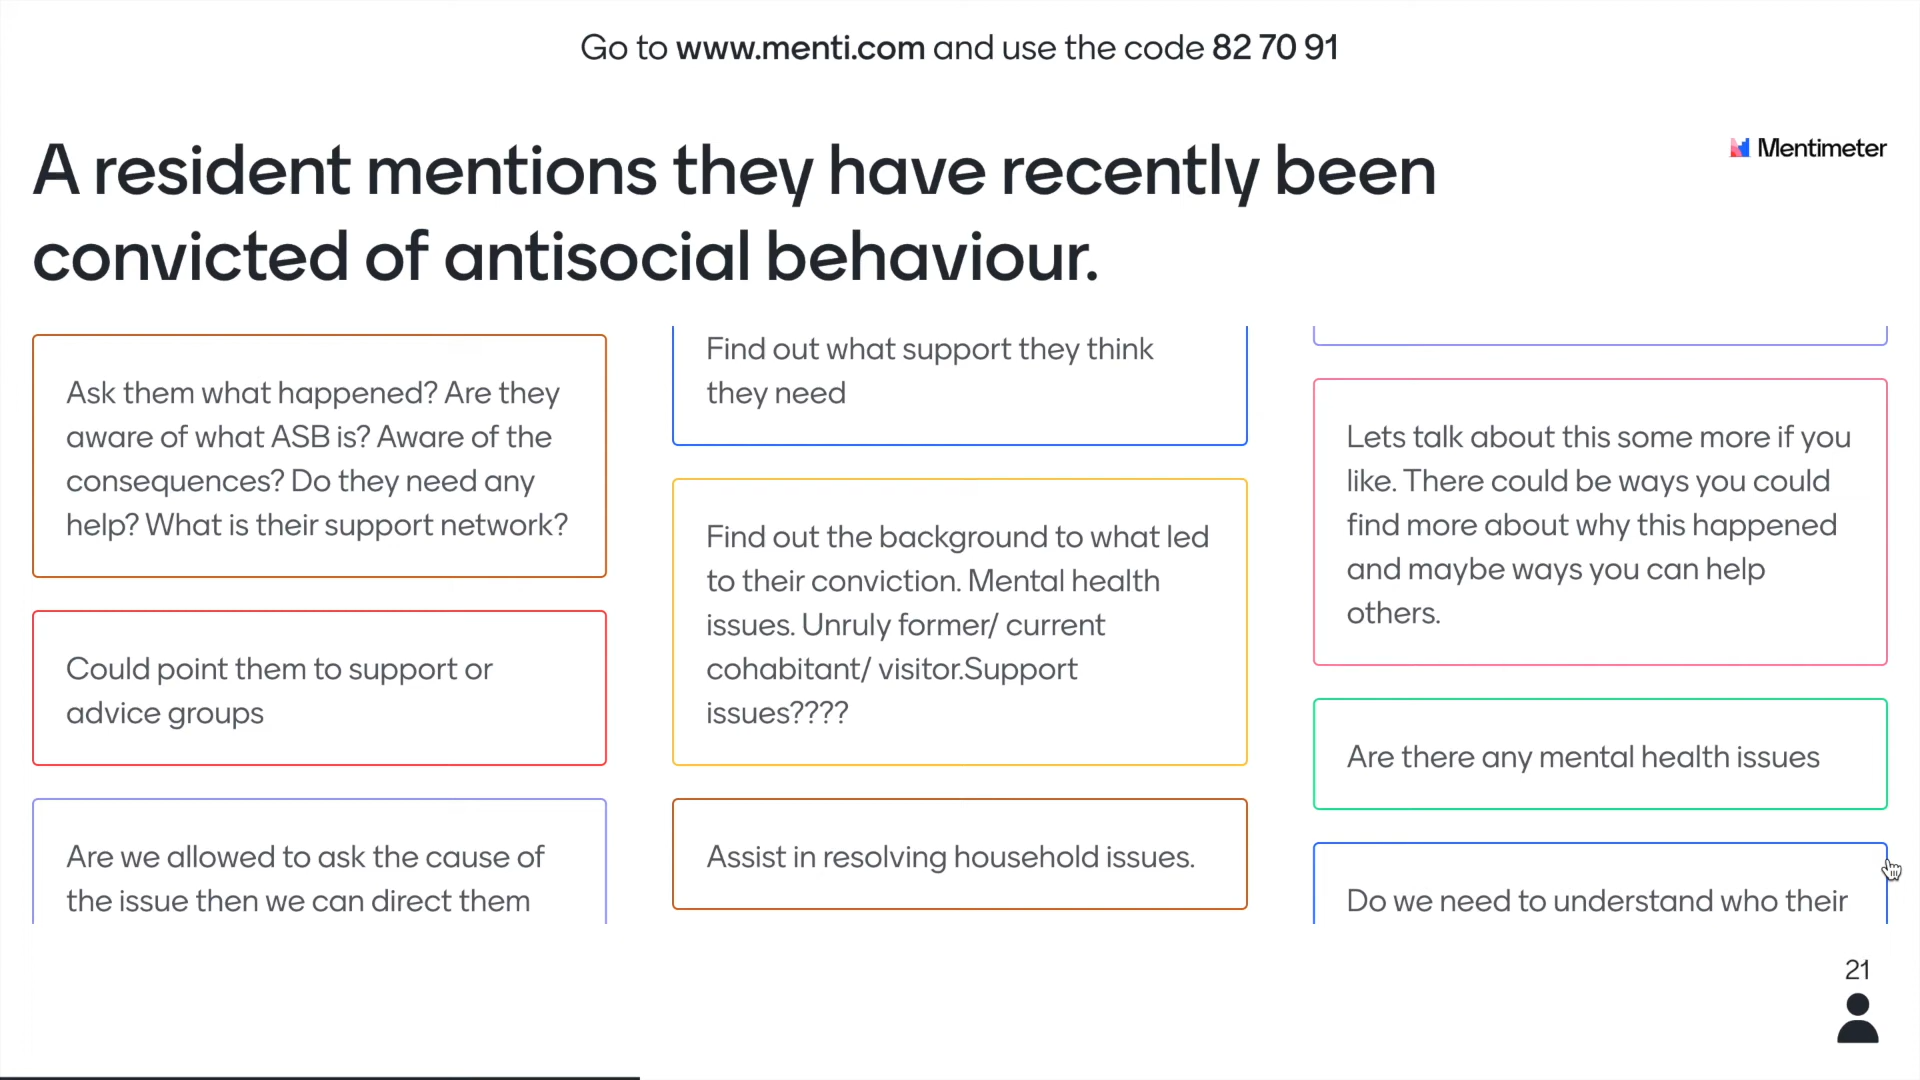 Go to www.menti.com and use the code 82 70 91
A resident mentions they have recently been
convicted of antisocial behaviour.
Mentimeter
Ask them what happened? Are they
aware of what ASB is? Aware of the
consequences? Do they need any
help? What is their support network?
Could point them to support or
advice groups
Are we allowed to ask the cause of
the issue then we can direct them
Find out what support they think
they need
Find out the background to what led
to their conviction. Mental health
issues. Unruly former/ current
cohabitant/ visitor.Support
issues????
Assist in resolving household issues.
Lets talk about this some more if you
like. There could be ways you could
find more about why this happened
and maybe ways you can help
others.
Are there any mental health issues
Do we need to understand who their
21